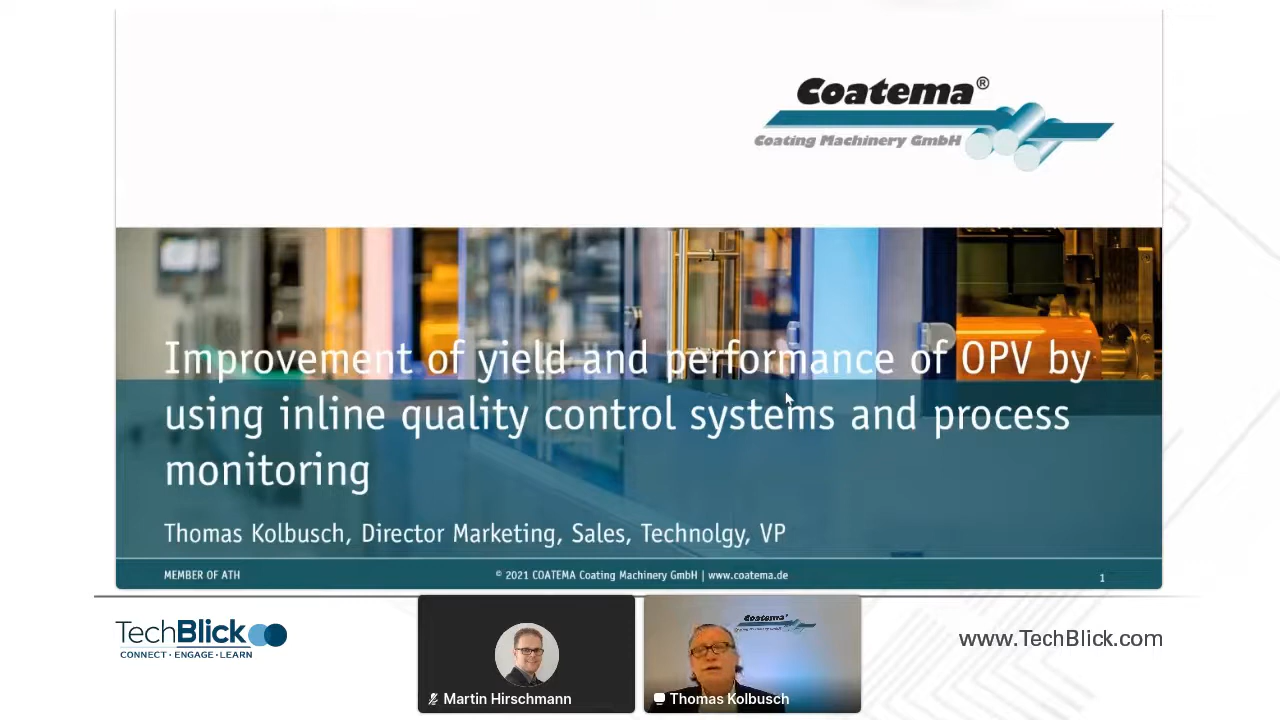 Coatema®
Coating Machinery GmbH
Improvement of yield and performance of OPV by
using inline quality control systems and process
monitoring
Thomas Kolbusch, Director Marketing, Sales, Technolgy, VP
MEMBER OF ATH
© 2021 COATEMA Coating Machinery GmbH | www.coatema.de
1
TechBlick
CONNECT • ENGAGE • LEARN
Martin Hirschmann
Coatema®
Thomas Kolbusch
www.TechBlick.com